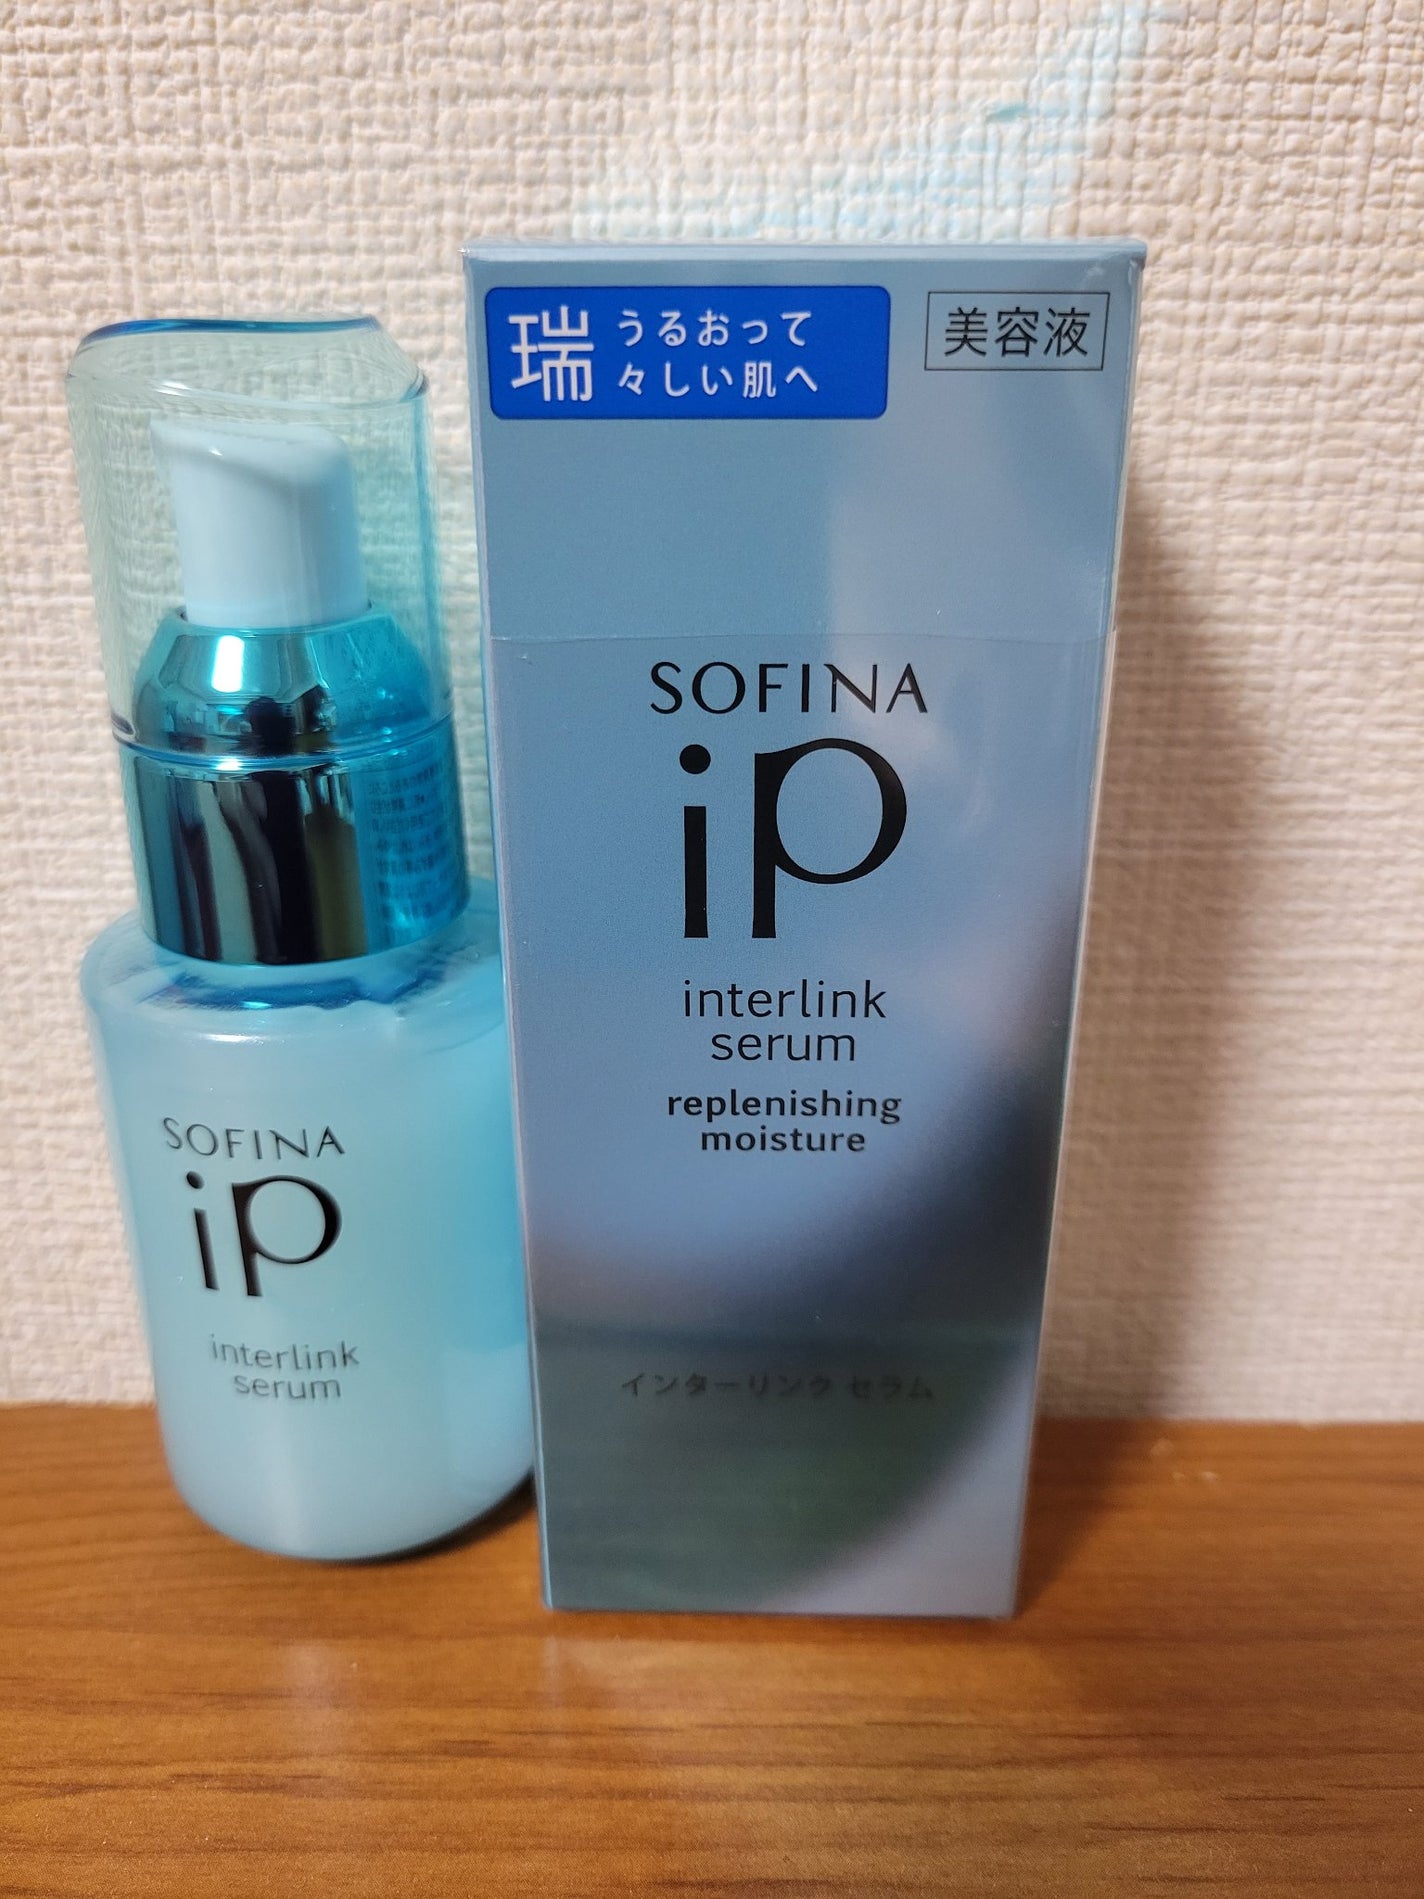 瑞
うるおって
々しい肌へ
美容液
SOFINA
iP
interlink
serum
replenishing
moisture
インターリンク セラム
SOFINA
iP
interlink
serum